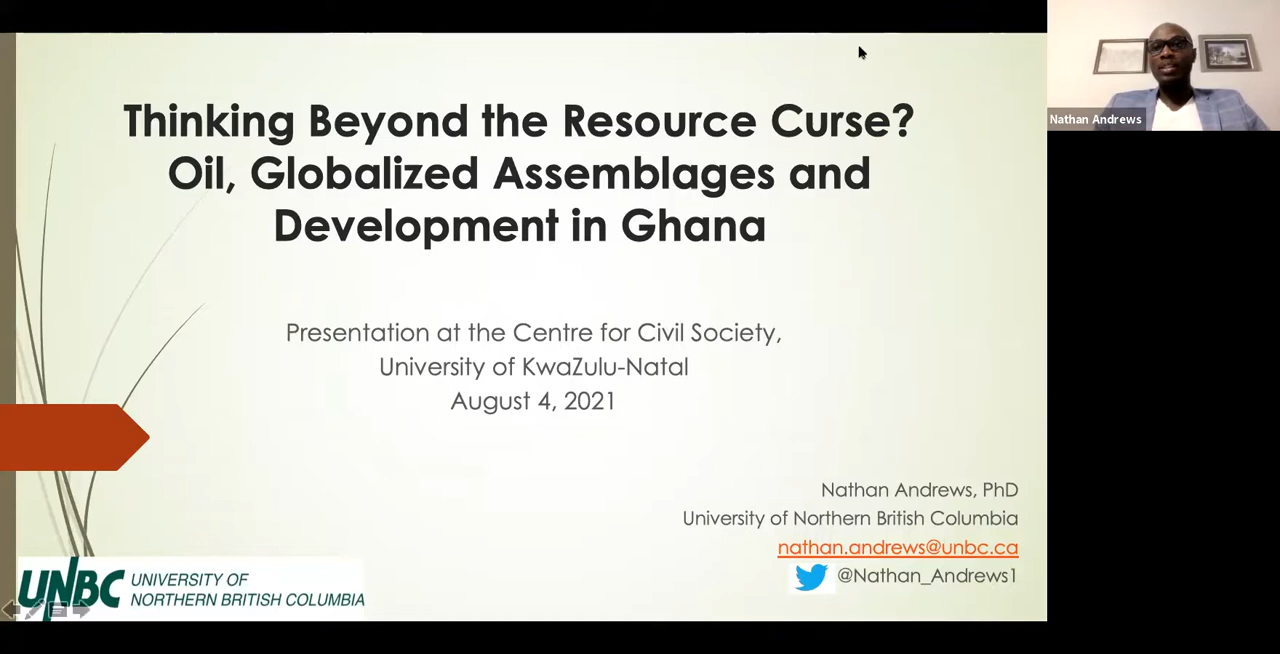 Thinking Beyond the Resource Curse?
Oil, Globalized Assemblages and
Development in Ghana
Presentation at the Centre for Civil Society,
University of KwaZulu-Natal
August 4, 2021
Nathan Andrews, PhD
University of Northern British Columbia
nathan.andrews@unbc.ca
@Nathan_Andrews1
UNBC UNIVERSITY OF
NORTHERN BRITISH COLUMBIA
Nathan Andrews